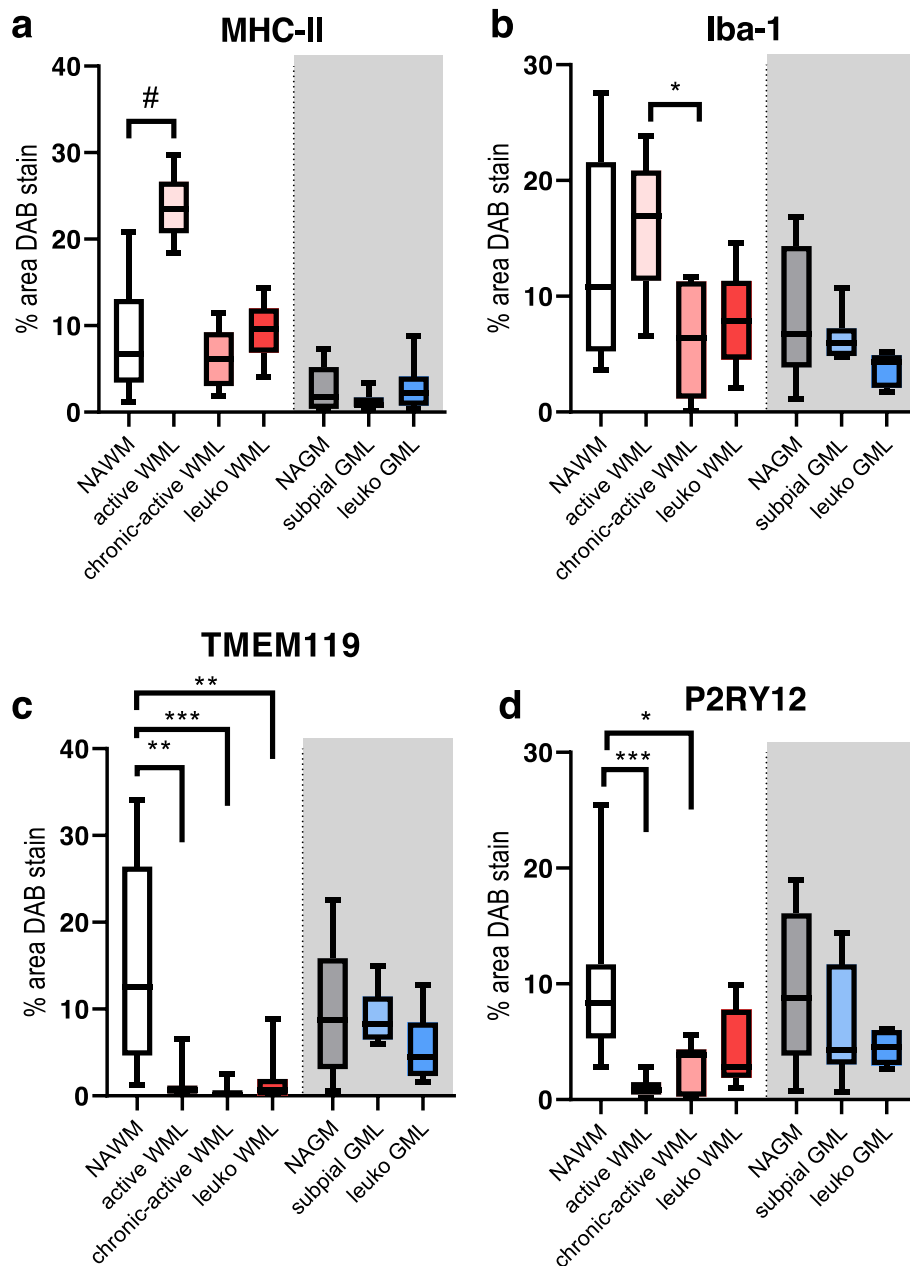 a
MHC-II
% area DAB stain
40
30
20
10
0
#
NAWM
active WML
chronic-active WML
leuko WML
NAGM
subpial GML
leuko GML
b
Iba-1
% area DAB stain
30
20
10
0
*
NAWM
active WML
chronic-active WML
leuko WML
NAGM
subpial GML
leuko GML
c
TMEM119
% area DAB stain
40
30
20
10
0
**
***
**
NAWM
active WML
chronic-active WML
leuko WML
NAGM
subpial GML
leuko GML
d
P2RY12
% area DAB stain
30
20
10
0
*
***
NAWM
active WML
chronic-active WML
leuko WML
NAGM
subpial GML
leuko GML